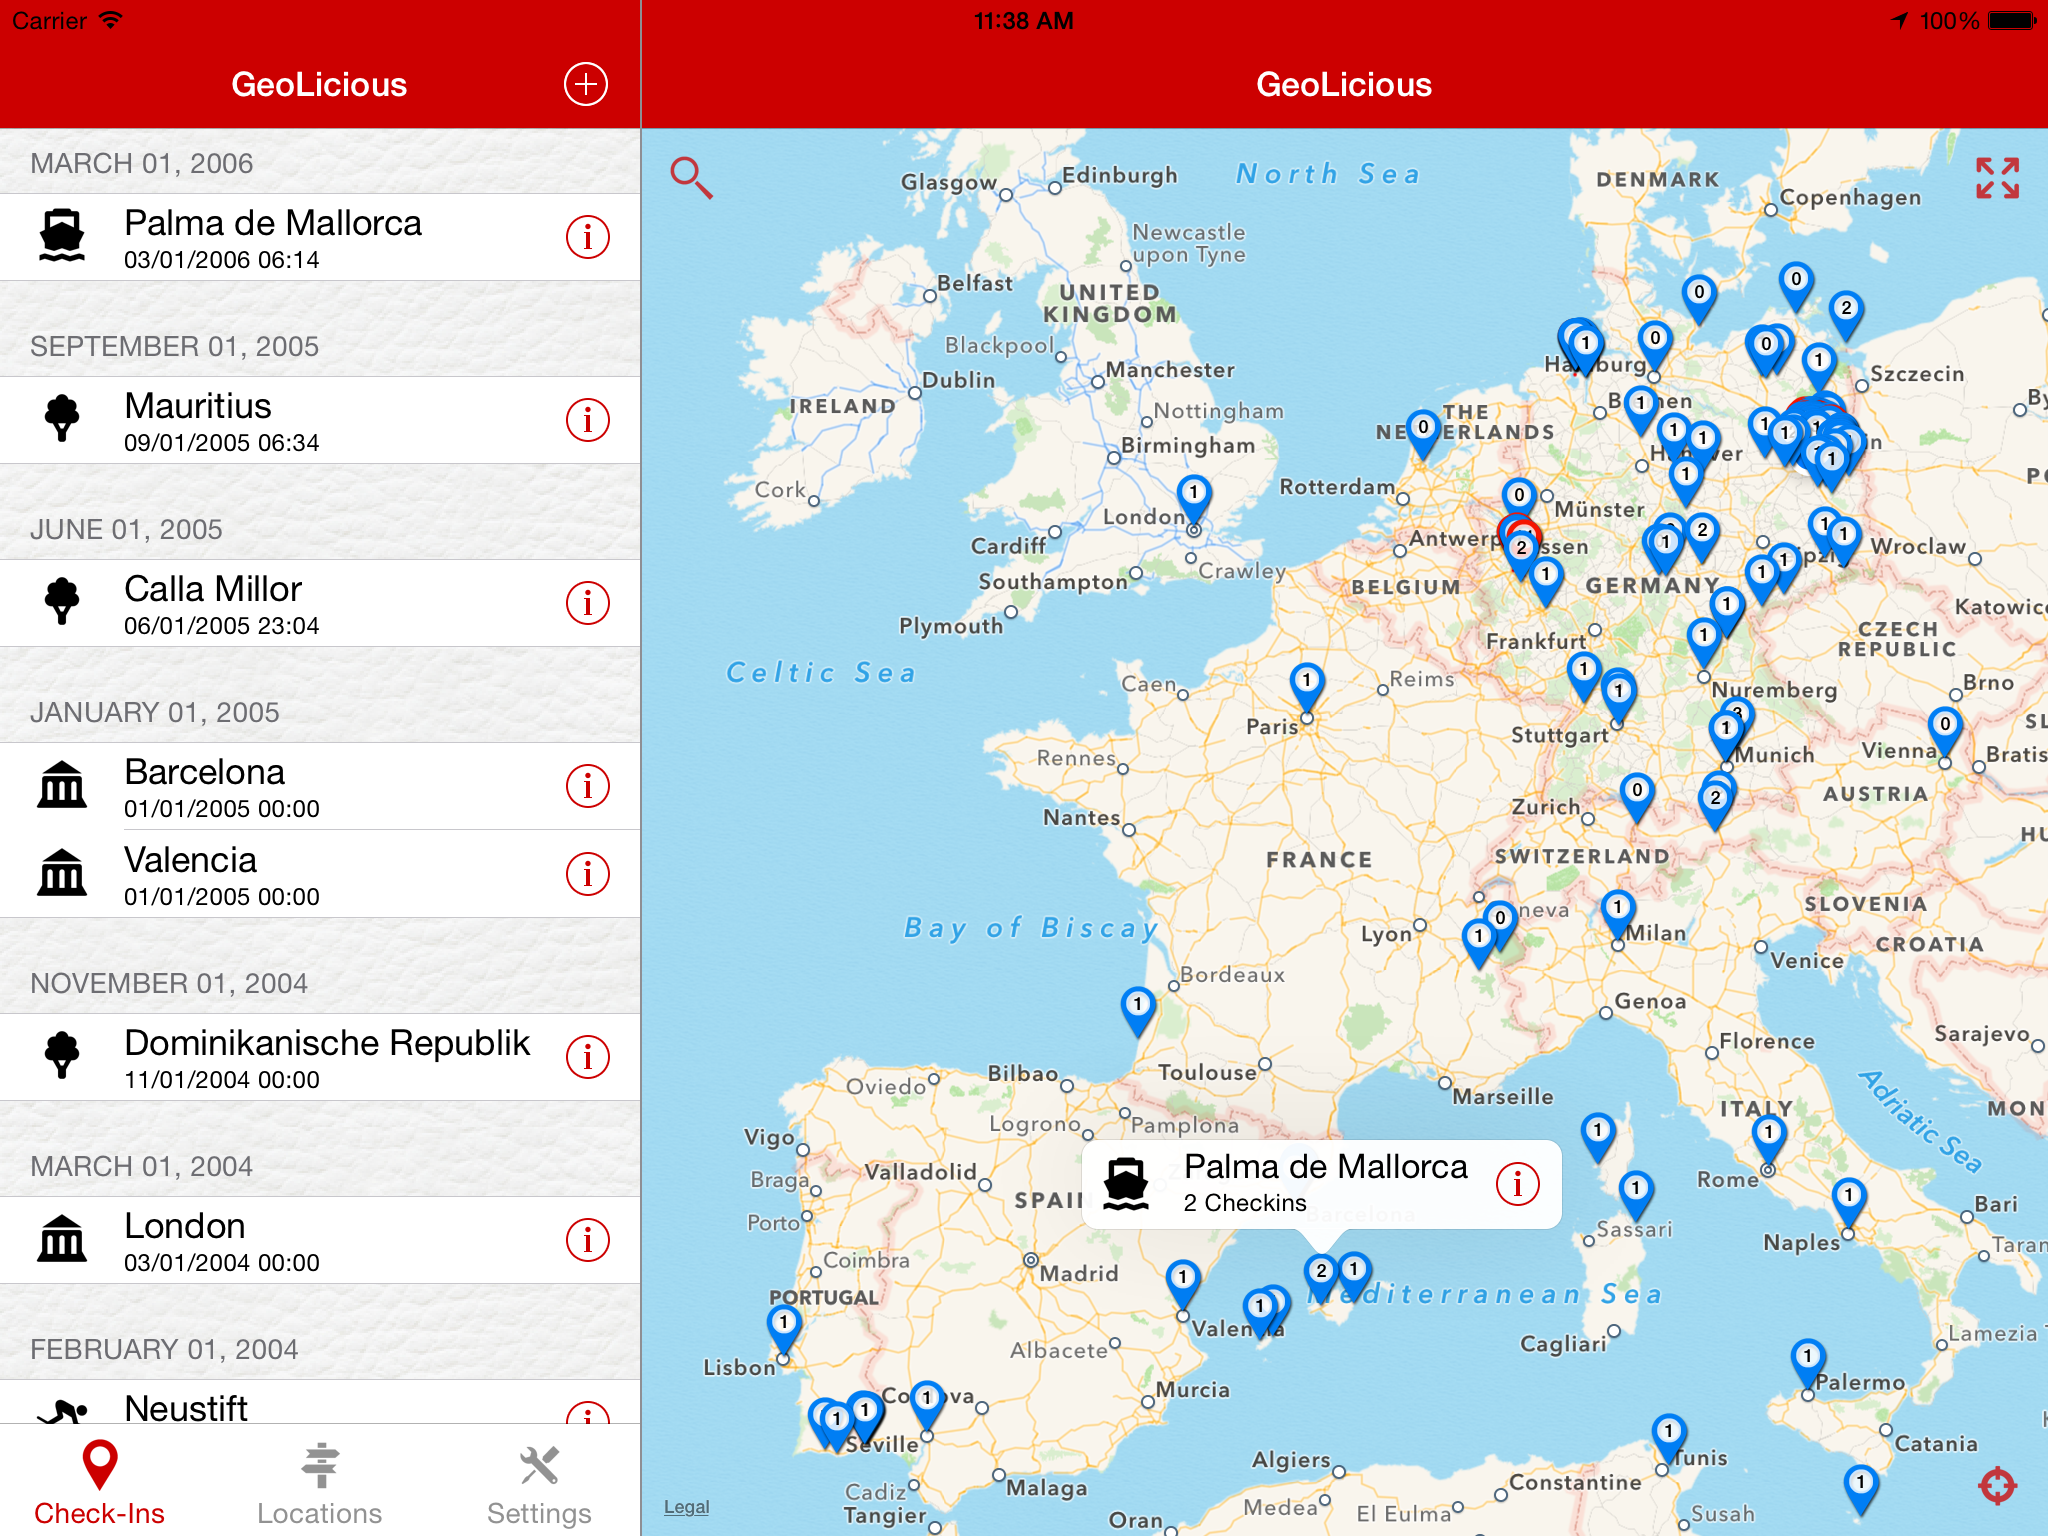 Carrier
11:38 AM
100%
GeoLicious
GeoLicious
MARCH 01, 2006
Palma de Mallorca
03/01/2006 06:14
SEPTEMBER 01, 2005
Mauritius
09/01/2005 06:34
JUNE 01, 2005
Calla Millor
06/01/2005 23:04
JANUARY 01, 2005
Barcelona
01/01/2005 00:00
Valencia
01/01/2005 00:00
NOVEMBER 01, 2004
Dominikanische Republik
11/01/2004 00:00
MARCH 01, 2004
London
03/01/2004 00:00
FEBRUARY 01, 2004
Neustift
Check-Ins
Locations
Settings
North Sea
DENMARK
Copenhagen
Glasgow
Edinburgh
Newcastle
upon Tyne
Belfast
UNITED
KINGDOM
Blackpool
Manchester
Dublin
IRELAND
Nottingham
Birmingham
Cork
London
Cardiff
Southampton
Crawley
Plymouth
Celtic Sea
Szczecin
THE
NETHERLANDS
Rotterdam
Münster
Antwerp
BELGIUM
GERMANY
Wroclaw
Katowice
CZECH
REPUBLIC
Frankfurt
Brno
Nuremberg
Caen
Reims
Paris
Stuttgart
Munich
Vienna
Bratis
Rennes
Zurich
AUSTRIA
Nantes
FRANCE
SWITZERLAND
SLOVENIA
CROATIA
Bay of Biscay
Lyon
neva
Milan
Venice
Bordeaux
Genoa
Florence
Sarajevo
Adriatic Sea
Oviedo
Bilbao
Toulouse
Marseille
ITALY
MON
Logrono
Pamplona
Vigo
Braga
Valladolid
Porto
SPAIN
Palma de Mallorca
2 Checkins
Barcelona
Rome
Bari
Sassari
Naples
Taran
Coimbra
Madrid
PORTUGAL
Mediterranean Sea
Valencia
Albacete
Cagliari
Lamezia
Lisbon
Murcia
Palermo
Seville
Catania
Algiers
Tunis
Cadiz
Malaga
Constantine
Medea
El Eulma
Tangier
Oran
Susah
Legal